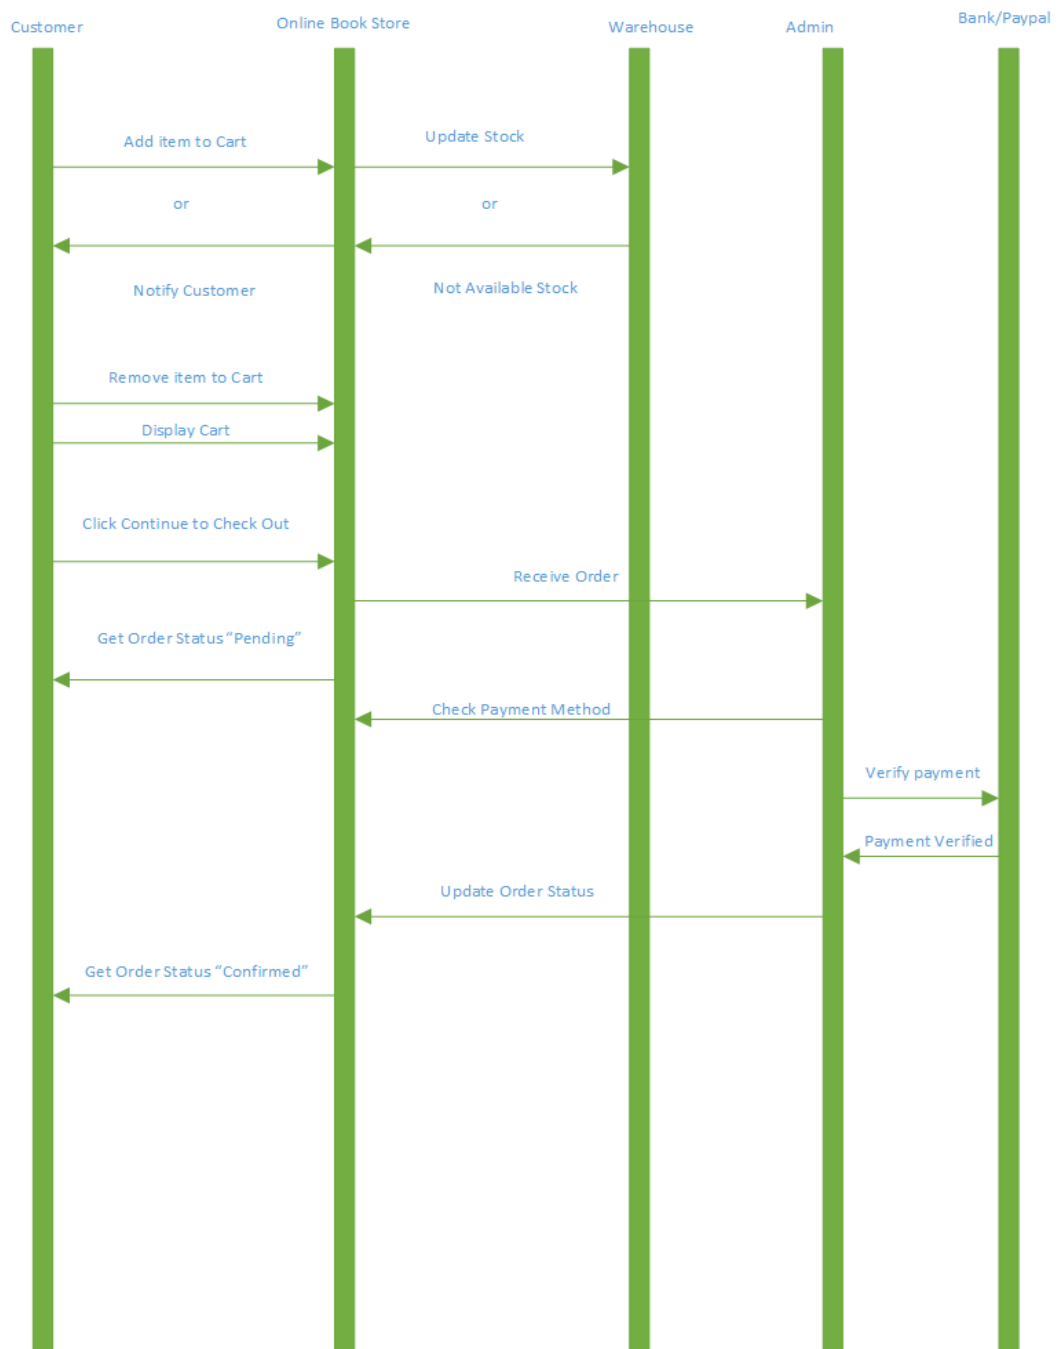 Customer
Online Book Store
Warehouse
Admin
Bank/Paypal
Add item to Cart
Update Stock
or
or
Notify Customer
Not Available Stock
Remove item to Cart
Display Cart
Click Continue to Check Out
Receive Order
Get Order Status “Pending”
Check Payment Method
Verify payment
Payment Verified
Update Order Status
Get Order Status “Confirmed”